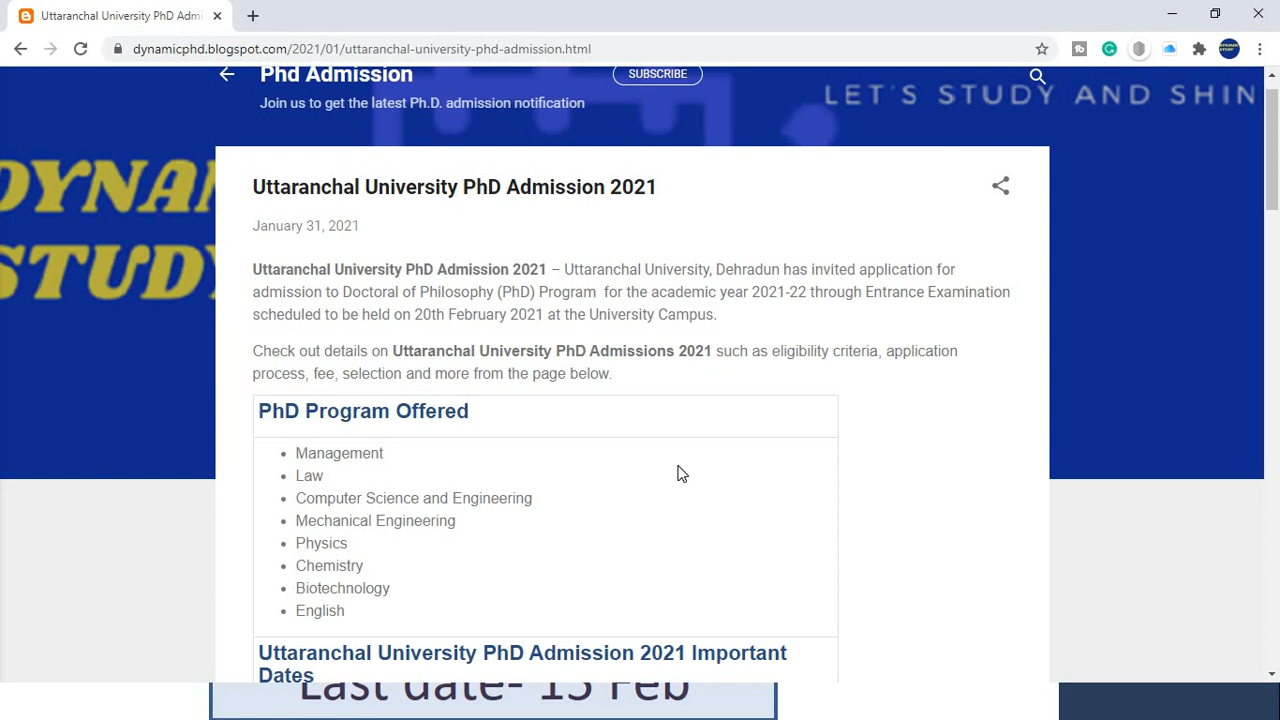 Uttaranchal University PhD Admi
dynamicphd.blogspot.com/2021/01/uttaranchal-university-phd-admission.html
Phd Admission
SUBSCRIBE
Join us to get the latest Ph.D. admission notification
LET'S STUDY AND SHIN
DYNA
STUDY
Uttaranchal University PhD Admission 2021
January 31, 2021
Uttaranchal University PhD Admission 2021 – Uttaranchal University, Dehradun has invited application for
admission to Doctoral of Philosophy (PhD) Program for the academic year 2021-22 through Entrance Examination
scheduled to be held on 20th February 2021 at the University Campus.
Check out details on Uttaranchal University PhD Admissions 2021 such as eligibility criteria, application
process, fee, selection and more from the page below.
PhD Program Offered
Management
Law
Computer Science and Engineering
Mechanical Engineering
Physics
Chemistry
Biotechnology
English
Uttaranchal University PhD Admission 2021 Important
Dates
Last date- 15 Feb